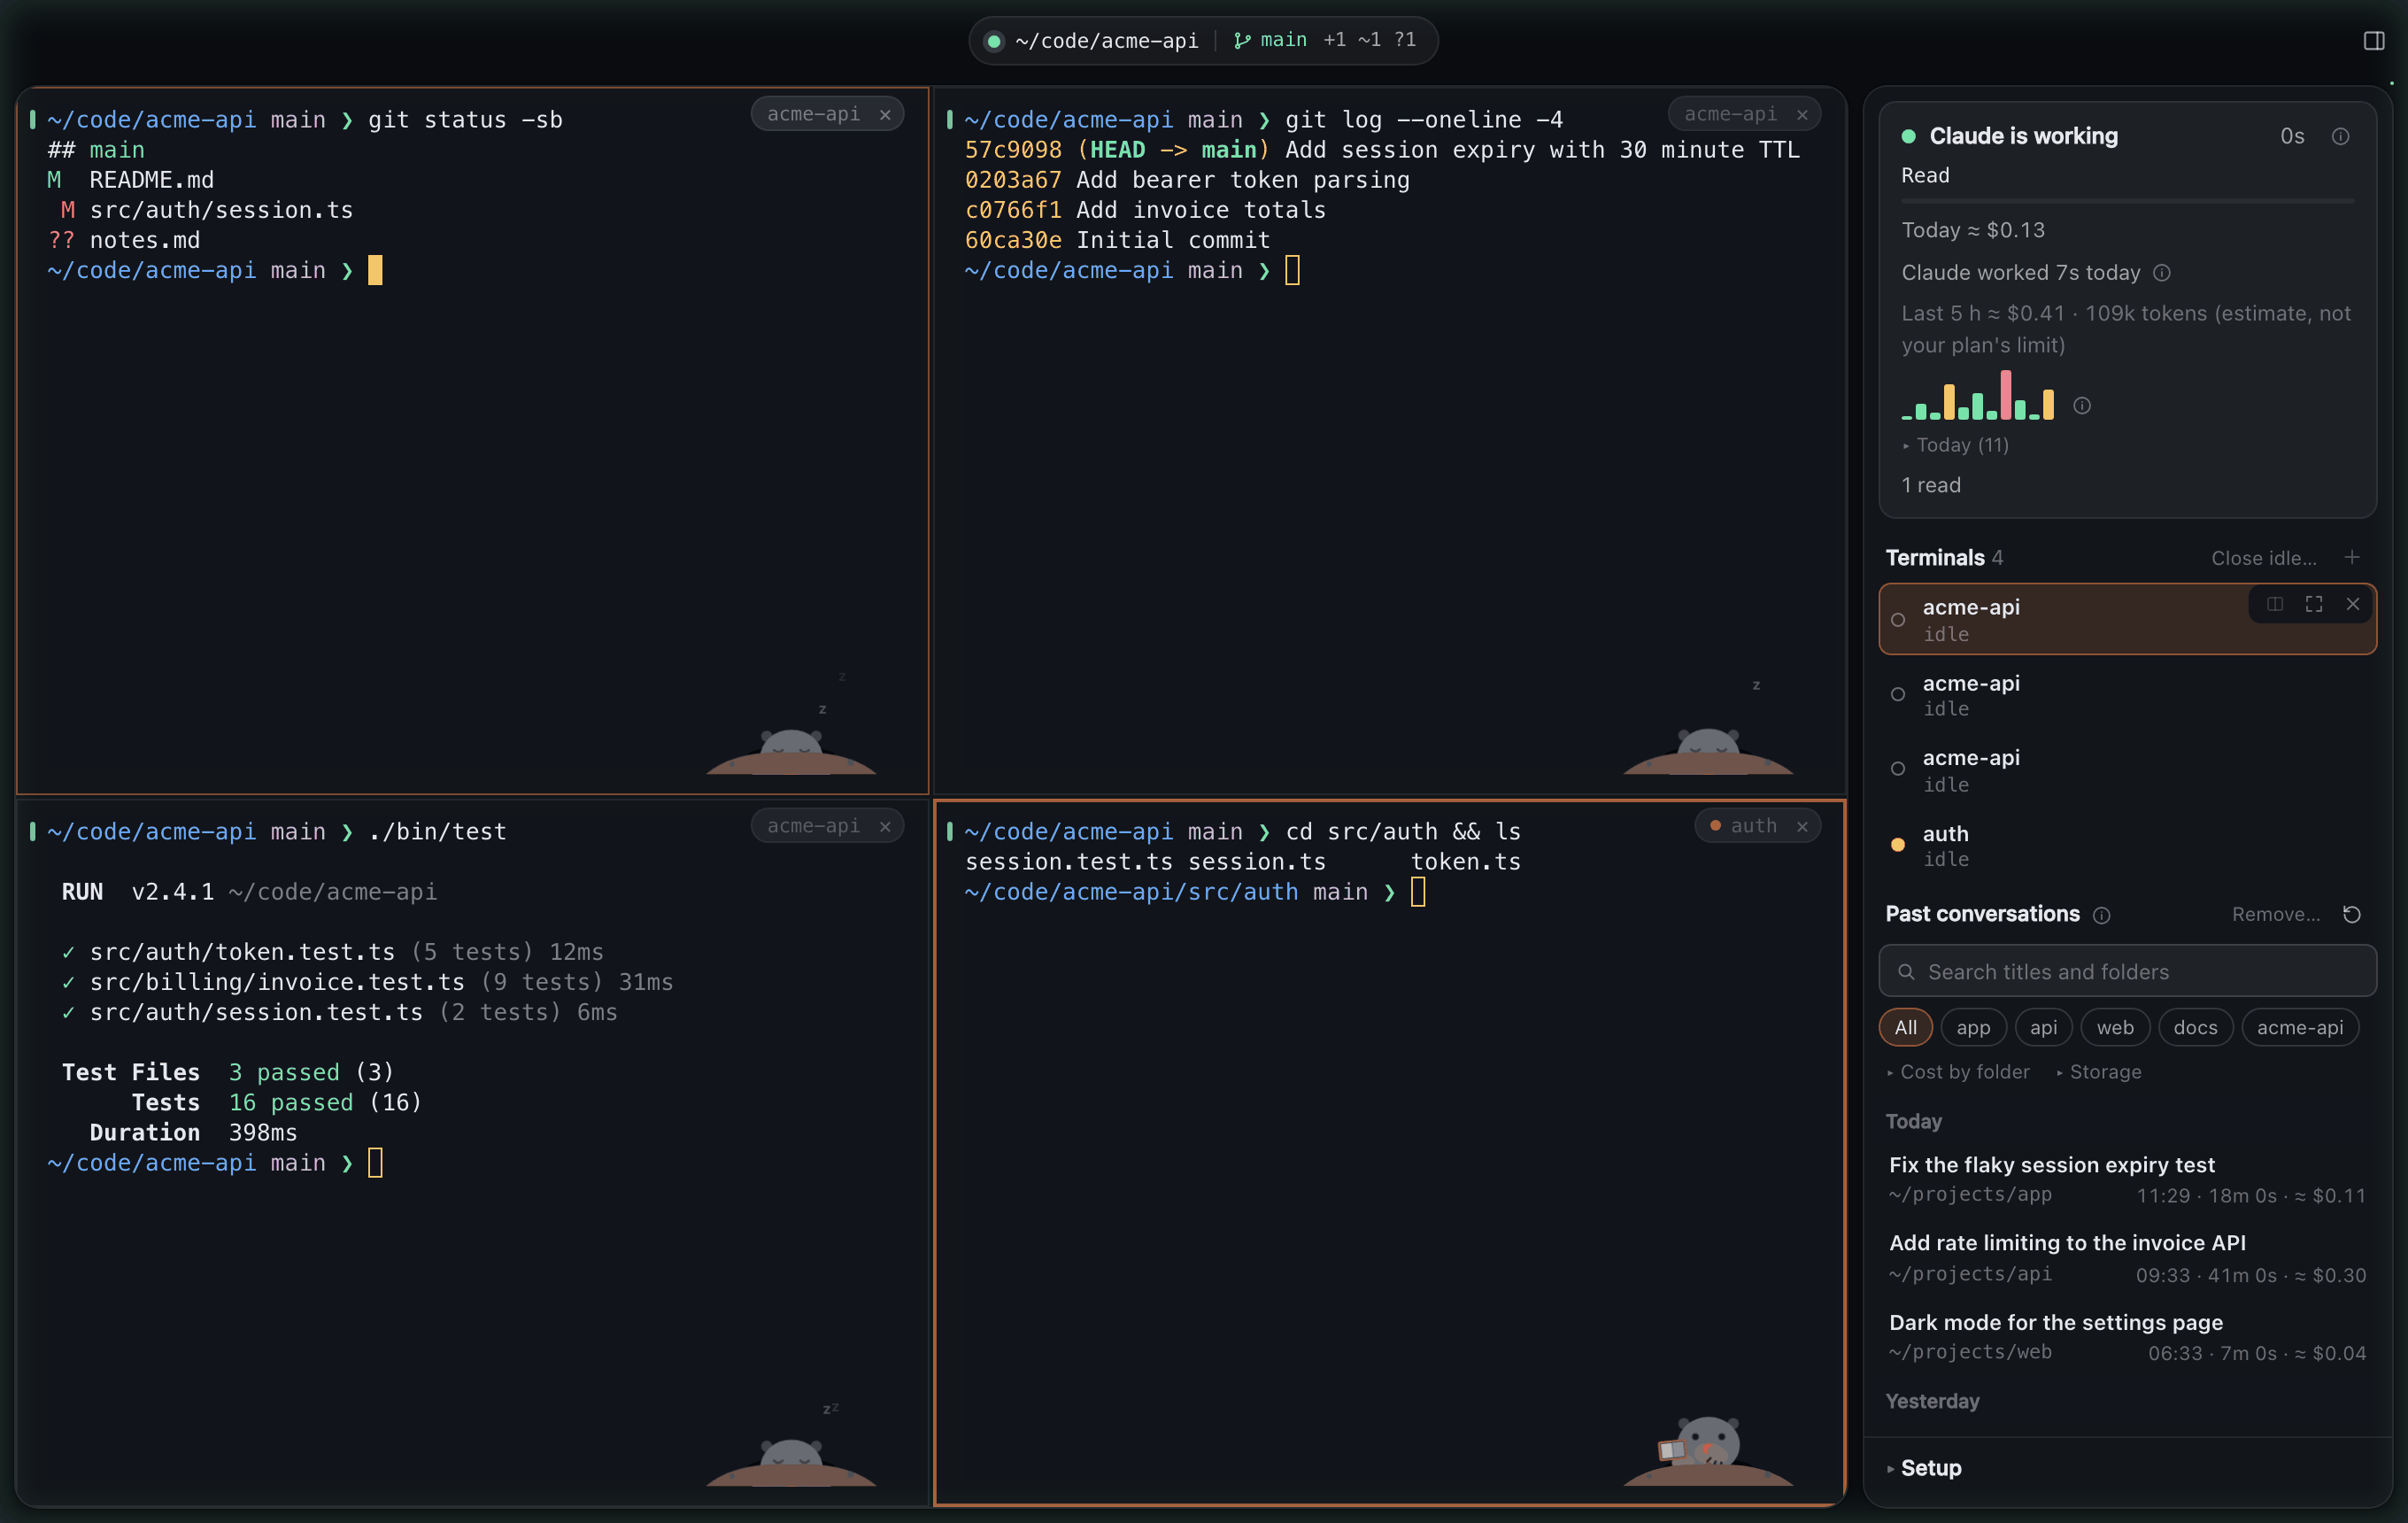 ~/code/acme-api main +1 ~1 ?1
~/code/acme-api main ❯ git status -sb
acme-api ×
## main
M  README.md
 M src/auth/session.ts
?? notes.md
~/code/acme-api main ❯
z
z
~/code/acme-api main ❯ git log --oneline -4
acme-api ×
57c9098 (HEAD -> main) Add session expiry with 30 minute TTL
0203a67 Add bearer token parsing
c0766f1 Add invoice totals
60ca30e Initial commit
~/code/acme-api main ❯
z
~/code/acme-api main ❯ ./bin/test
acme-api ×
RUN  v2.4.1 ~/code/acme-api
✓ src/auth/token.test.ts (5 tests) 12ms
✓ src/billing/invoice.test.ts (9 tests) 31ms
✓ src/auth/session.test.ts (2 tests) 6ms
Test Files  3 passed (3)
Tests  16 passed (16)
Duration  398ms
~/code/acme-api main ❯
zz
~/code/acme-api main ❯ cd src/auth && ls
auth ×
session.test.ts session.ts      token.ts
~/code/acme-api/src/auth main ❯
Claude is working 0s
Read
Today ≈ $0.13
Claude worked 7s today
Last 5 h ≈ $0.41 · 109k tokens (estimate, not
your plan's limit)
Today (11)
1 read
Terminals 4 Close idle... +
acme-api
idle
acme-api
idle
acme-api
idle
auth
idle
Past conversations Remove...
Search titles and folders
All app api web docs acme-api
Cost by folder Storage
Today
Fix the flaky session expiry test
~/projects/app 11:29 · 18m 0s · ≈ $0.11
Add rate limiting to the invoice API
~/projects/api 09:33 · 41m 0s · ≈ $0.30
Dark mode for the settings page
~/projects/web 06:33 · 7m 0s · ≈ $0.04
Yesterday
Setup